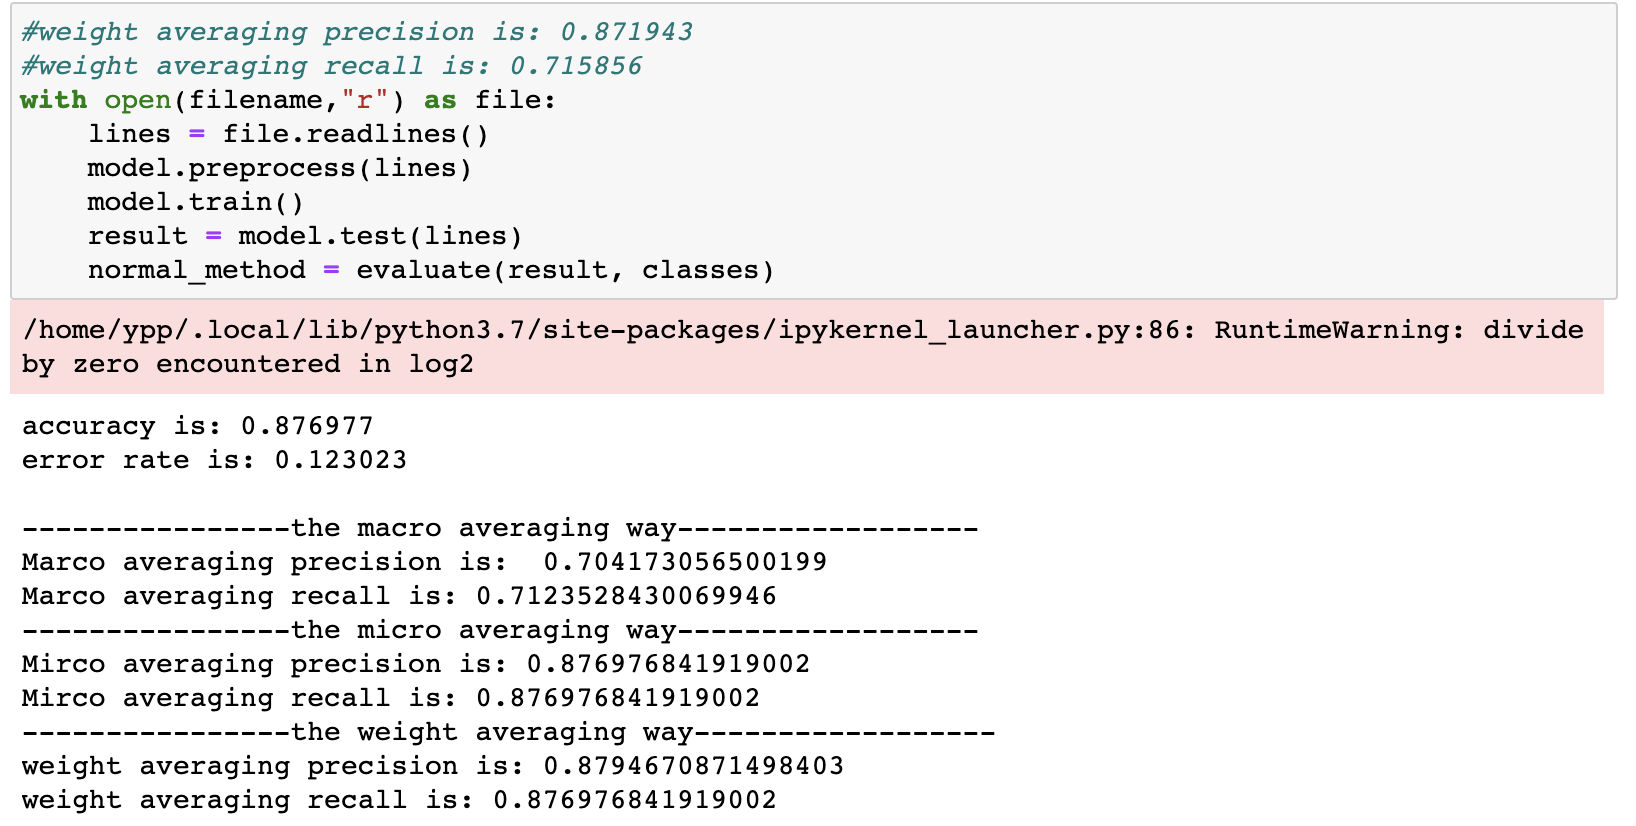 #weight averaging precision is: 0.871943
#weight averaging recall is: 0.715856
with open(filename,"r") as file:
    lines = file.readlines()
    model.preprocess(lines)
    model.train()
    result = model.test(lines)
    normal_method = evaluate(result, classes)
/home/ypp/.local/lib/python3.7/site-packages/ipykernel_launcher.py:86: RuntimeWarning: divide
by zero encountered in log2
accuracy is: 0.876977
error rate is: 0.123023
----------------the macro averaging way------------------
Marco averaging precision is:  0.704173056500199
Marco averaging recall is: 0.7123528430069946
----------------the micro averaging way------------------
Mirco averaging precision is: 0.876976841919002
Mirco averaging recall is: 0.876976841919002
----------------the weight averaging way------------------
weight averaging precision is: 0.8794670871498403
weight averaging recall is: 0.876976841919002